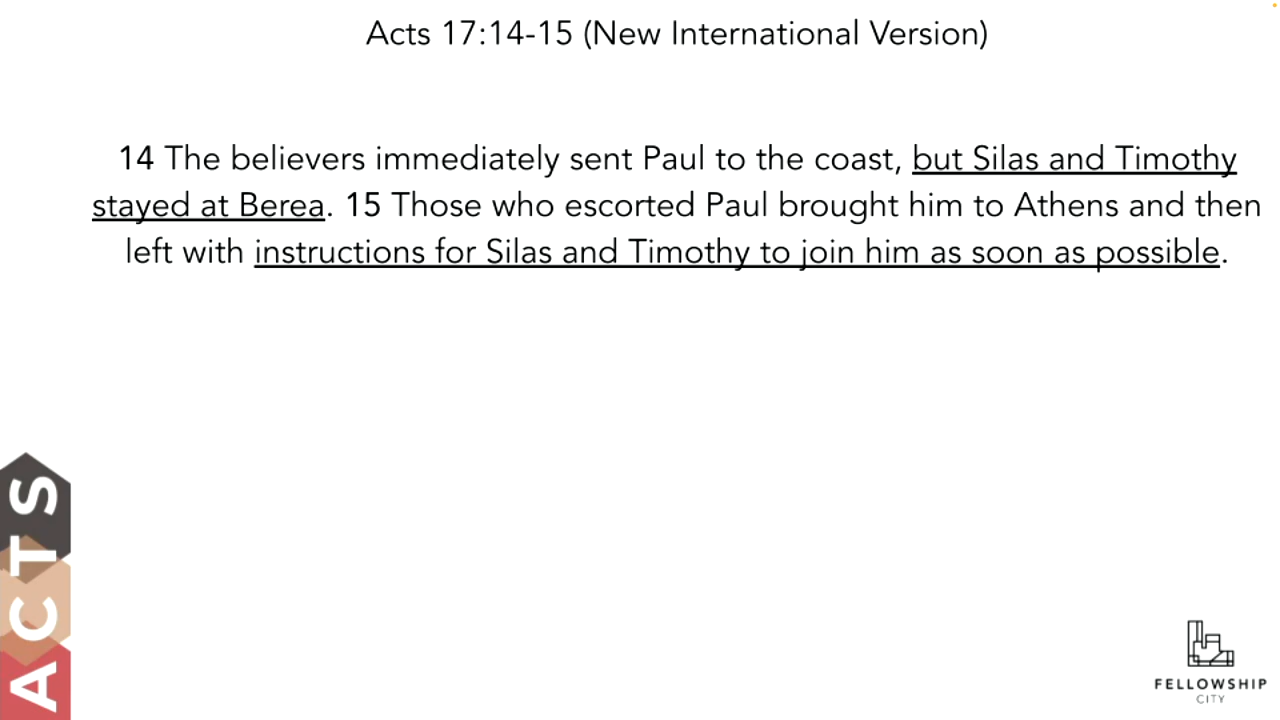 Acts 17:14-15 (New International Version)
14 The believers immediately sent Paul to the coast, but Silas and Timothy
stayed at Berea. 15 Those who escorted Paul brought him to Athens and then
left with instructions for Silas and Timothy to join him as soon as possible.
ACTS
FELLOWSHIP
CITY